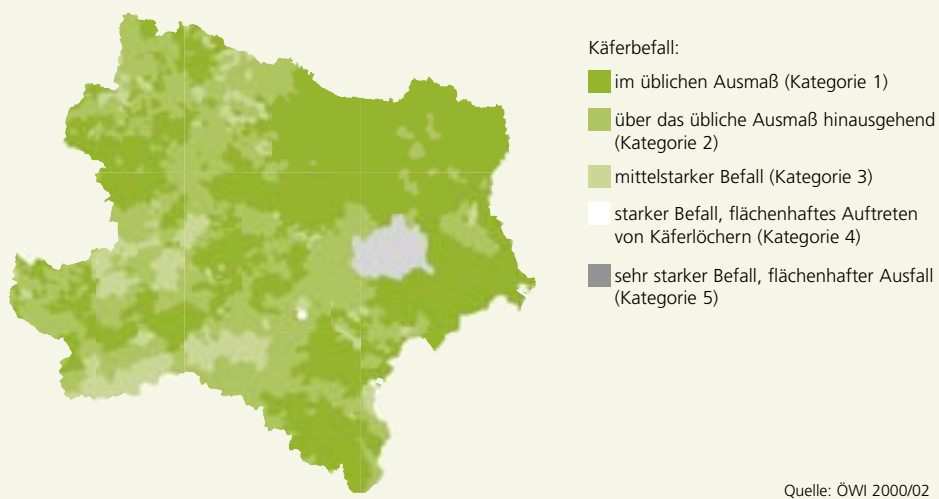 Käferbefall:
im üblichen Ausmaß (Kategorie 1)
über das übliche Ausmaß hinausgehend
(Kategorie 2)
mittelstarker Befall (Kategorie 3)
starker Befall, flächenhaftes Auftreten
von Käferlöchern (Kategorie 4)
sehr starker Befall, flächenhafter Ausfall
(Kategorie 5)
Quelle: ÖWI 2000/02